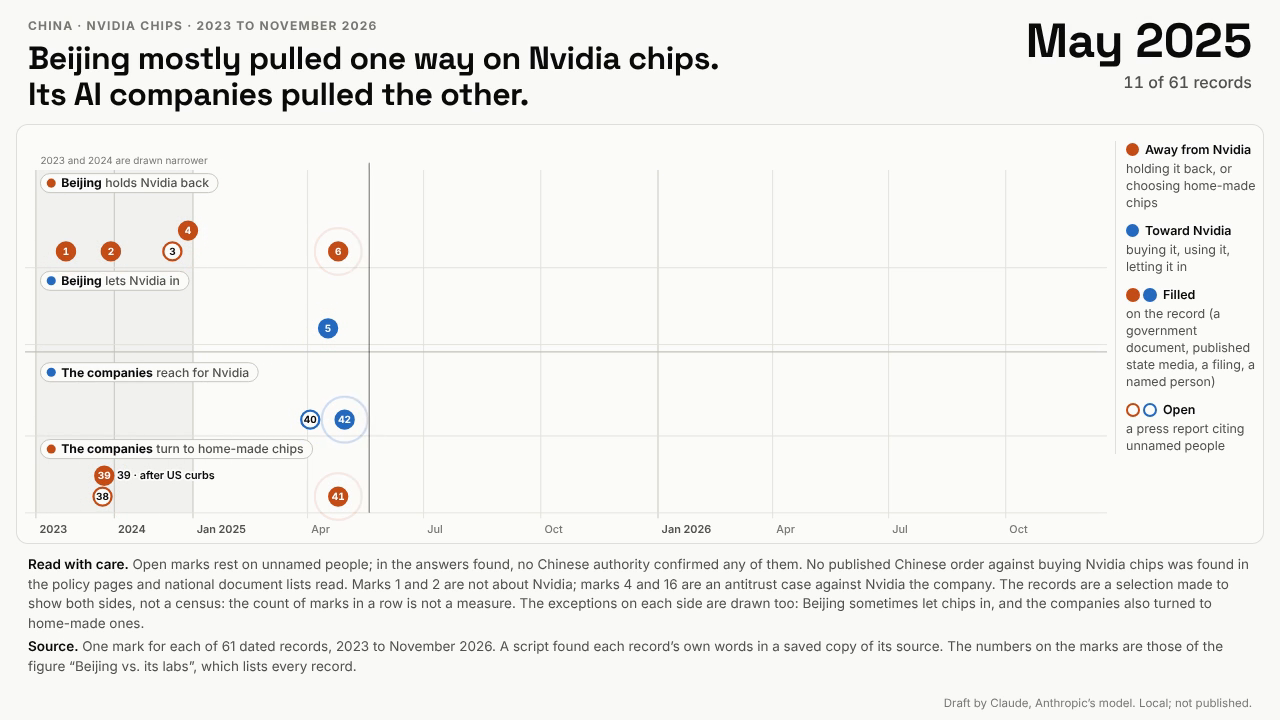 CHINA · NVIDIA CHIPS · 2023 TO NOVEMBER 2026
Beijing mostly pulled one way on Nvidia chips.
Its AI companies pulled the other.
May 2025
11 of 61 records
2023 and 2024 are drawn narrower
Beijing holds Nvidia back
4
1
2
3
6
Beijing lets Nvidia in
5
The companies reach for Nvidia
40
42
The companies turn to home-made chips
39
39 · after US curbs
38
41
2023
2024
Jan 2025
Apr
Jul
Oct
Jan 2026
Apr
Jul
Oct
Away from Nvidia
holding it back, or
choosing home-made
chips
Toward Nvidia
buying it, using it,
letting it in
Filled
on the record (a
government
document, published
state media, a filing, a
named person)
Open
a press report citing
unnamed people
Read with care. Open marks rest on unnamed people; in the answers found, no Chinese authority confirmed any of them. No published Chinese order against buying Nvidia chips was found in
the policy pages and national document lists read. Marks 1 and 2 are not about Nvidia; marks 4 and 16 are an antitrust case against Nvidia the company. The records are a selection made to
show both sides, not a census: the count of marks in a row is not a measure. The exceptions on each side are drawn too: Beijing sometimes let chips in, and the companies also turned to
home-made ones.
Source. One mark for each of 61 dated records, 2023 to November 2026. A script found each record’s own words in a saved copy of its source. The numbers on the marks are those of the
figure “Beijing vs. its labs”, which lists every record.
Draft by Claude, Anthropic’s model. Local; not published.